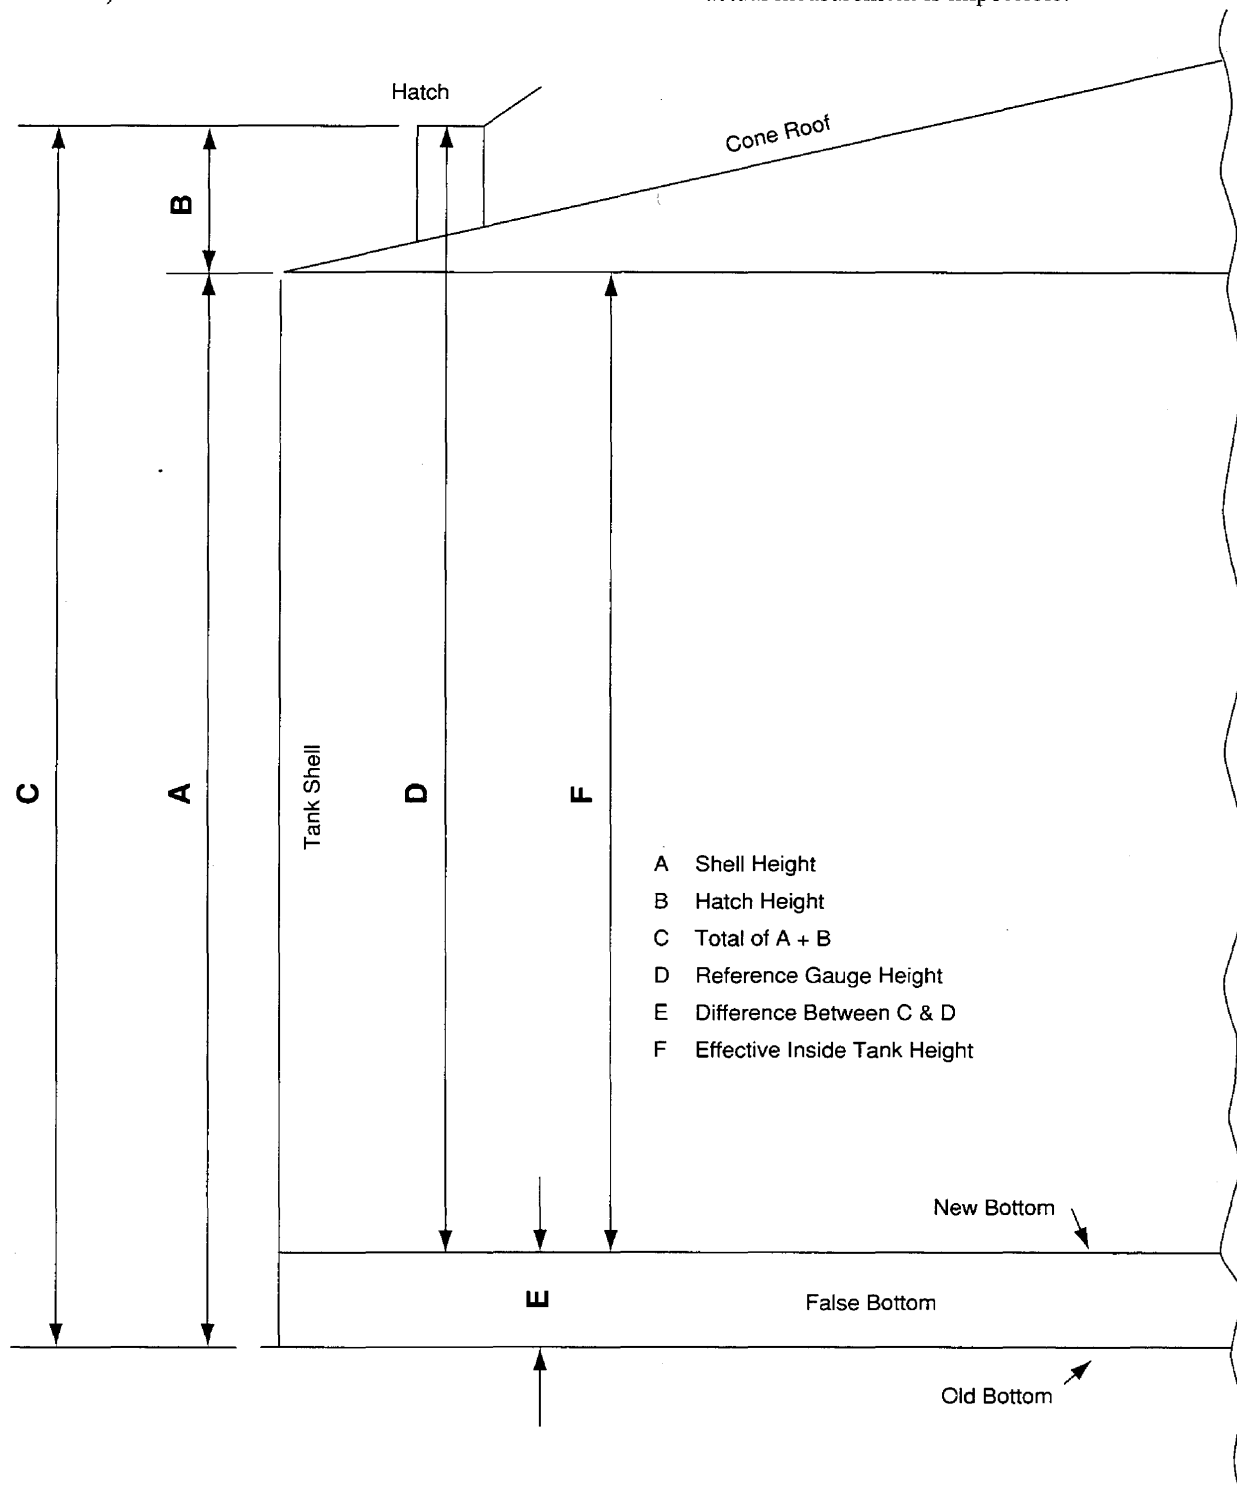 Hatch
Cone Roof
B
C
A
Tank Shell
D
F
A Shell Height
B Hatch Height
C Total of A + B
D Reference Gauge Height
E Difference Between C & D
F Effective Inside Tank Height
New Bottom
E
False Bottom
Old Bottom